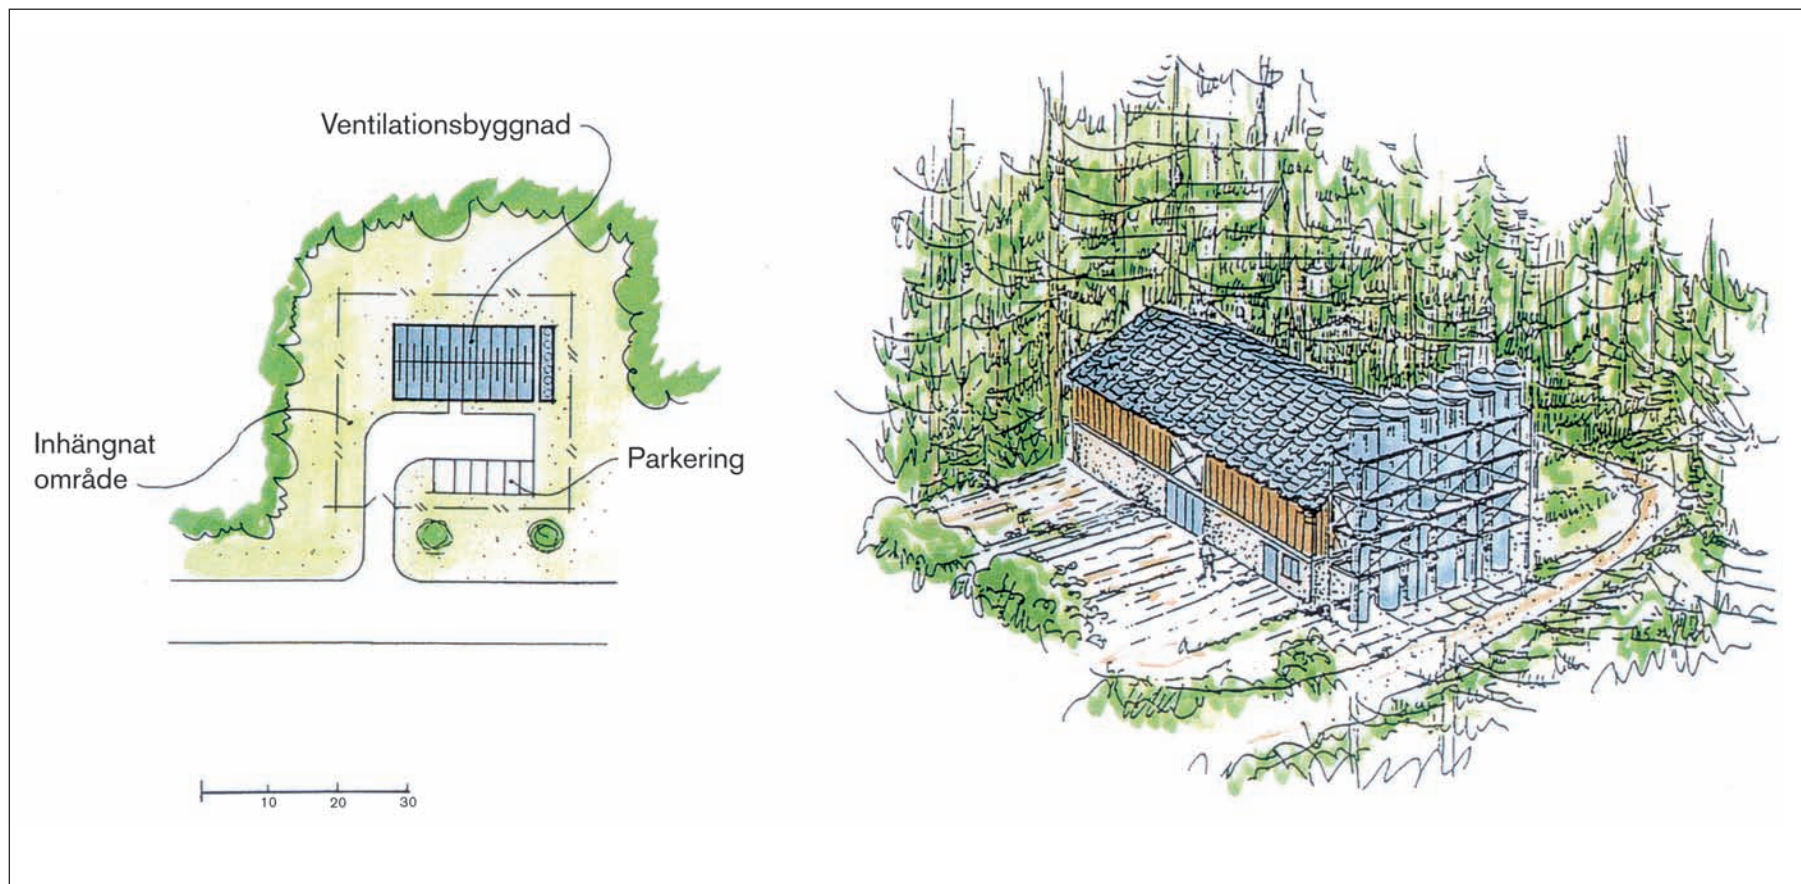 Ventilationsbyggnad
Inhängnat
område
Parkering
10 20 30